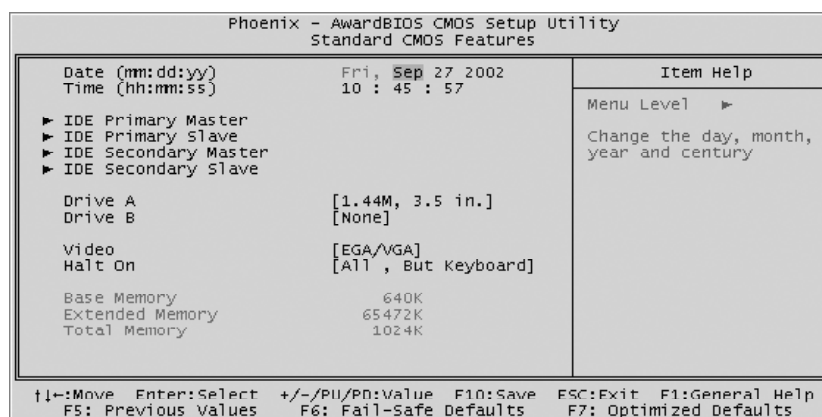 Phoenix - AwardBIOS CMOS Setup Utility
Standard CMOS Features
Date (mm:dd:yy) Fri, Sep 27 2002
Time (hh:mm:ss) 10 : 45 : 57
► IDE Primary Master
► IDE Primary Slave
► IDE Secondary Master
► IDE Secondary Slave
Drive A [1.44M, 3.5 in.]
Drive B [None]
Video [EGA/VGA]
Halt On [All , But Keyboard]
Base Memory 640K
Extended Memory 65472K
Total Memory 1024K
Item Help
Menu Level ►
Change the day, month,
year and century
↑↓←:Move Enter:Select +/-/PU/PD:Value F10:Save ESC:Exit F1:General Help
F5: Previous Values F6: Fail-Safe Defaults F7: Optimized Defaults